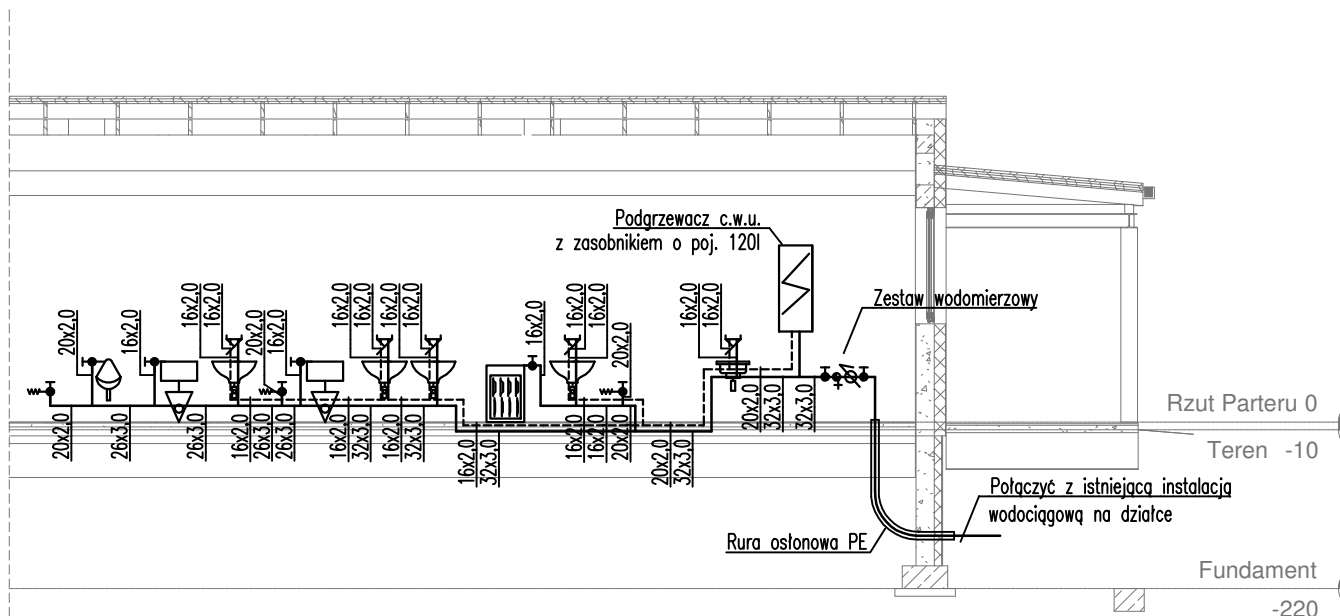 Podgrzewacz c.w.u.
z zasobnikiem o poj. 120l
Zestaw wodomierzowy
20x2,0
16x2,0
16x2,0
16x2,0
20x2,0
16x2,0
16x2,0
16x2,0
16x2,0
16x2,0
16x2,0
16x2,0
16x2,0
20x2,0
16x2,0
16x2,0
20x2,0
26x3,0
26x3,0
16x2,0
26x3,0
26x3,0
16x2,0
32x3,0
16x2,0
32x3,0
16x2,0
32x3,0
16x2,0
16x2,0
20x2,0
20x2,0
32x3,0
20x2,0
32x3,0
32x3,0
Rzut Parteru 0
Teren -10
Połączyć z istniejącą instalacją
wodociągową na działce
Rura osłonowa PE
Fundament
-220